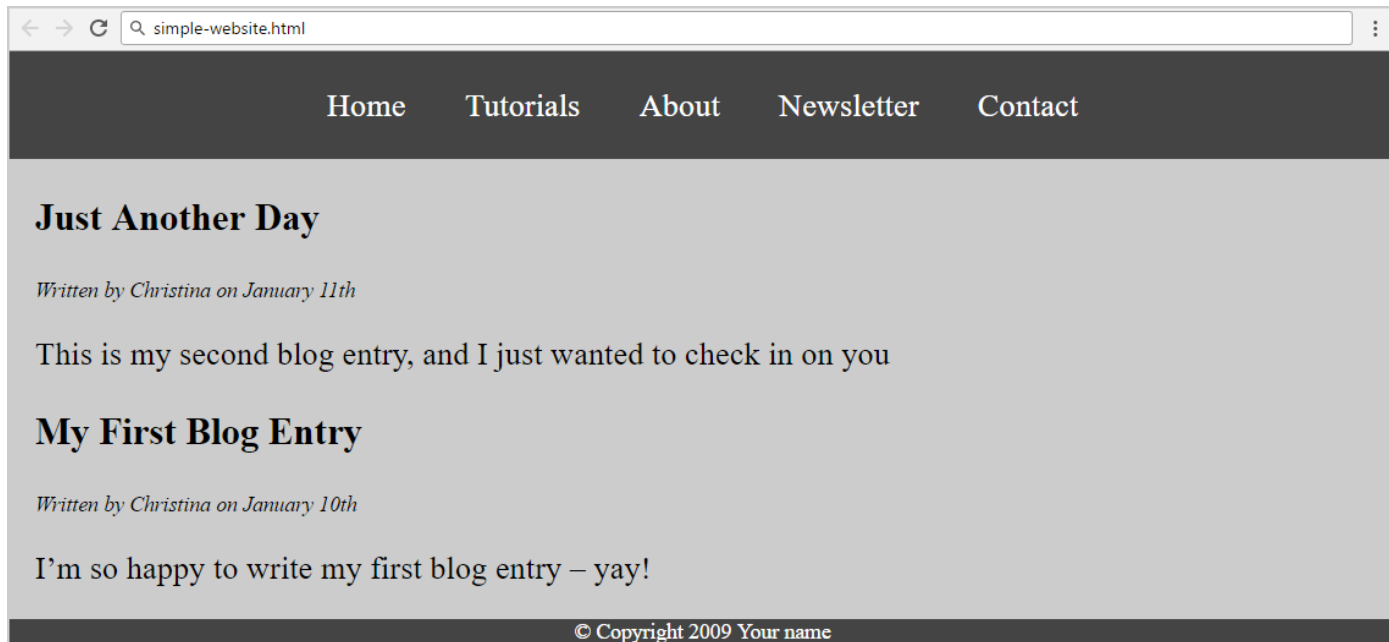 simple-website.html
Home Tutorials About Newsletter Contact
Just Another Day
Written by Christina on January 11th
This is my second blog entry, and I just wanted to check in on you
My First Blog Entry
Written by Christina on January 10th
I’m so happy to write my first blog entry – yay!
© Copyright 2009 Your name